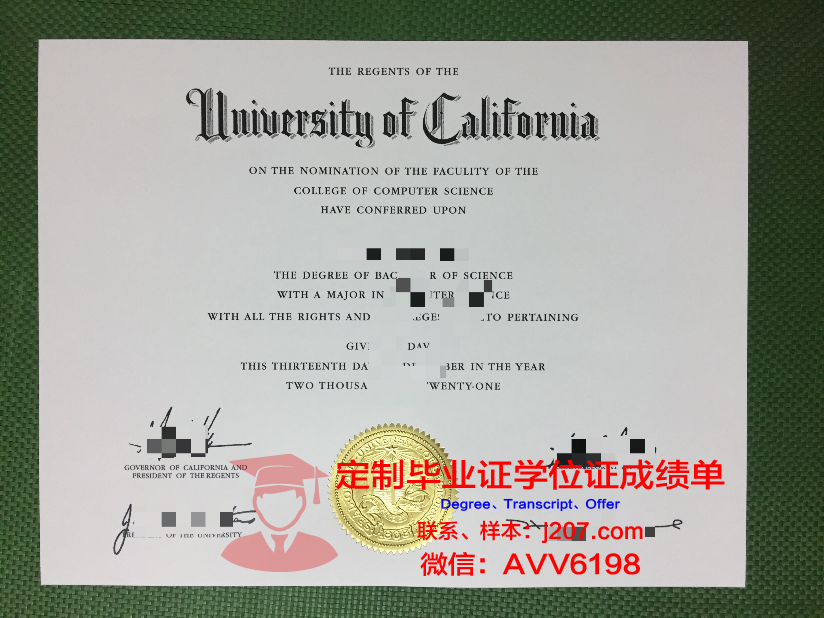 THE REGENTS OF THE
University of California
ON THE NOMINATION OF THE FACULITY OF THE
COLLEGE OF COMPUTER SCIENCE
HAVE CONFERRED UPON
THE DEGREE OF OF SCIENCE
WITH A MAJOR IN
WITH ALL THE RIGHTS AND TO PERTAINING
DAY
THIS THIRTEENTH IN THE YEAR
TWO TWENTY-ONE
GOVERNOR OF CALIFORNIA AND
PRESIDENT OF THE REGENTS
OF THE UNIVERSITY
定制毕业证学位证成绩单
Degree、Transcript、Offer
联系、样本：j207.com
微信：AVV6198